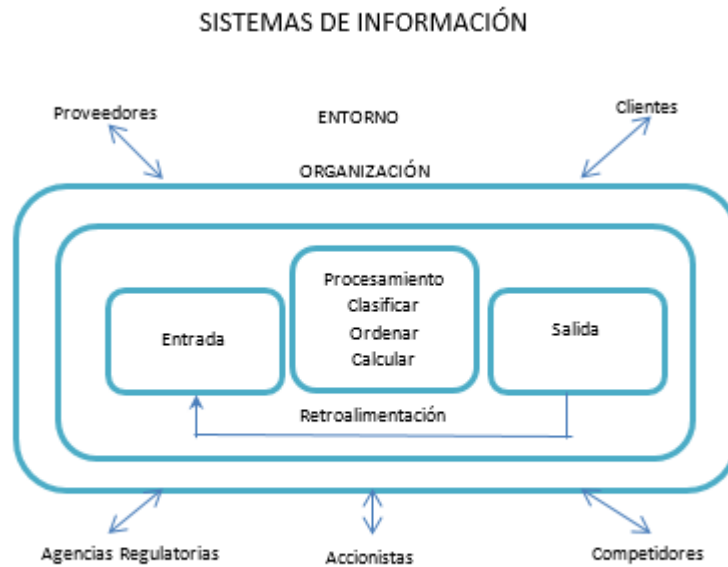 SISTEMAS DE INFORMACIÓN
Proveedores
ENTORNO
Clientes
ORGANIZACIÓN
Entrada
Procesamiento
Clasificar
Ordenar
Calcular
Salida
Retroalimentación
Agencias Regulatorias
Accionistas
Competidores